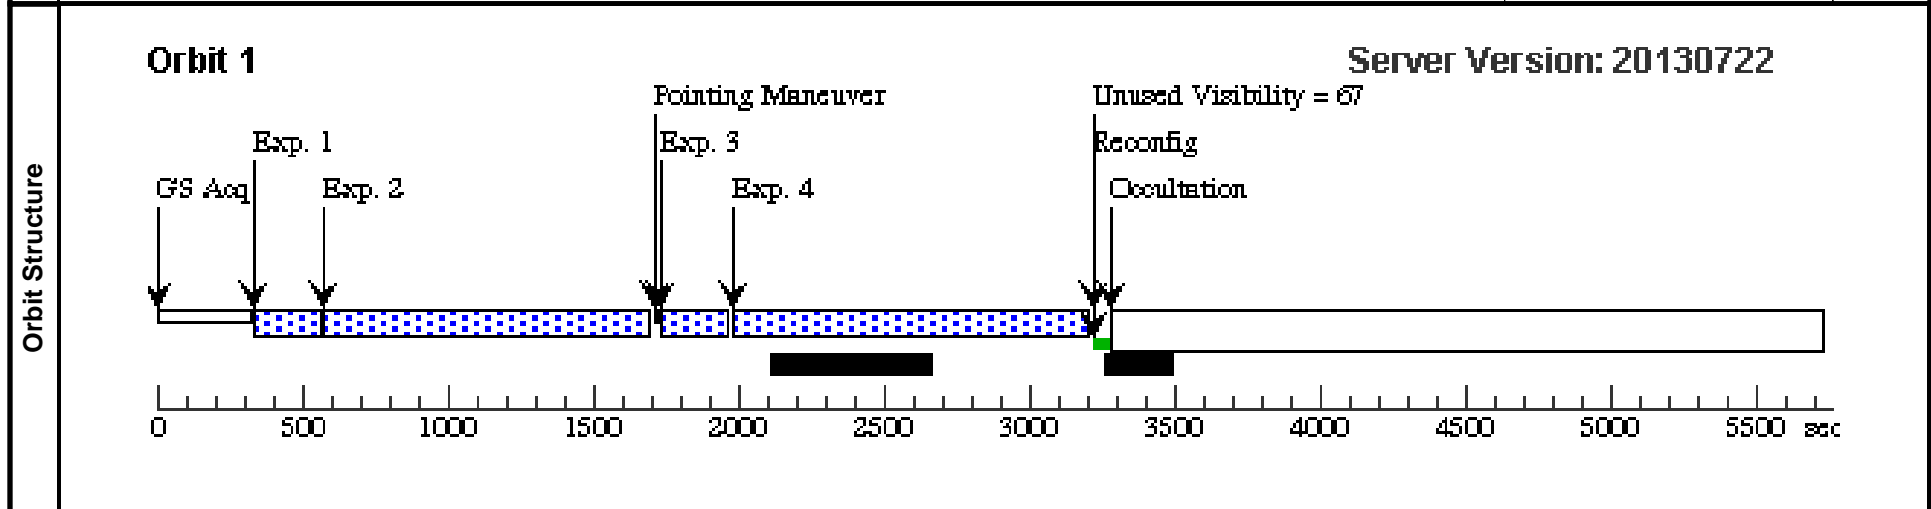 Orbit Structure
Orbit 1
Server Version: 20130722
Pointing Maneuver
Unused Visibility = 67
Exp. 1
Exp. 3
Reconfig
GS Acq
Exp. 2
Exp. 4
Occultation
0 500 1000 1500 2000 2500 3000 3500 4000 4500 5000 5500 sec